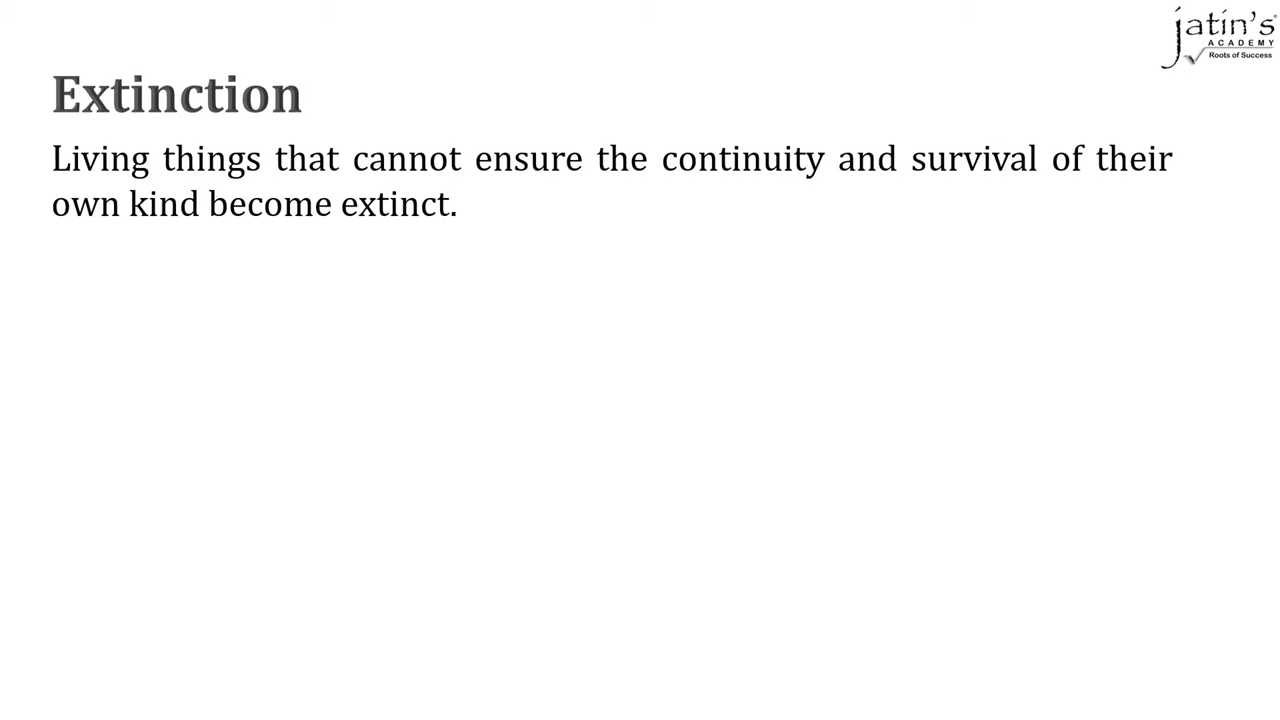 jatin's
ACADEMY
Roots of Success
Extinction
Living things that cannot ensure the continuity and survival of their
own kind become extinct.